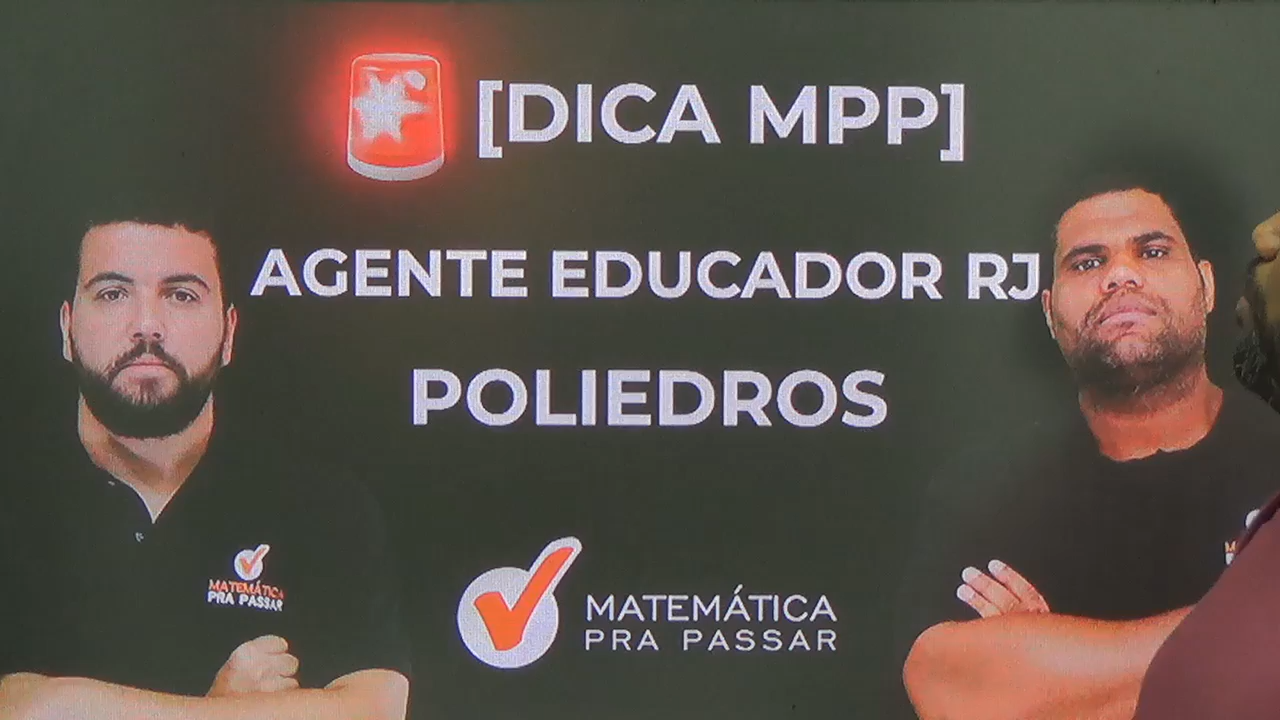 [DICA MPP]
AGENTE EDUCADOR RJ
POLIEDROS
MATEMÁTICA
PRA PASSAR
MATEMÁTICA
PRA PASSAR